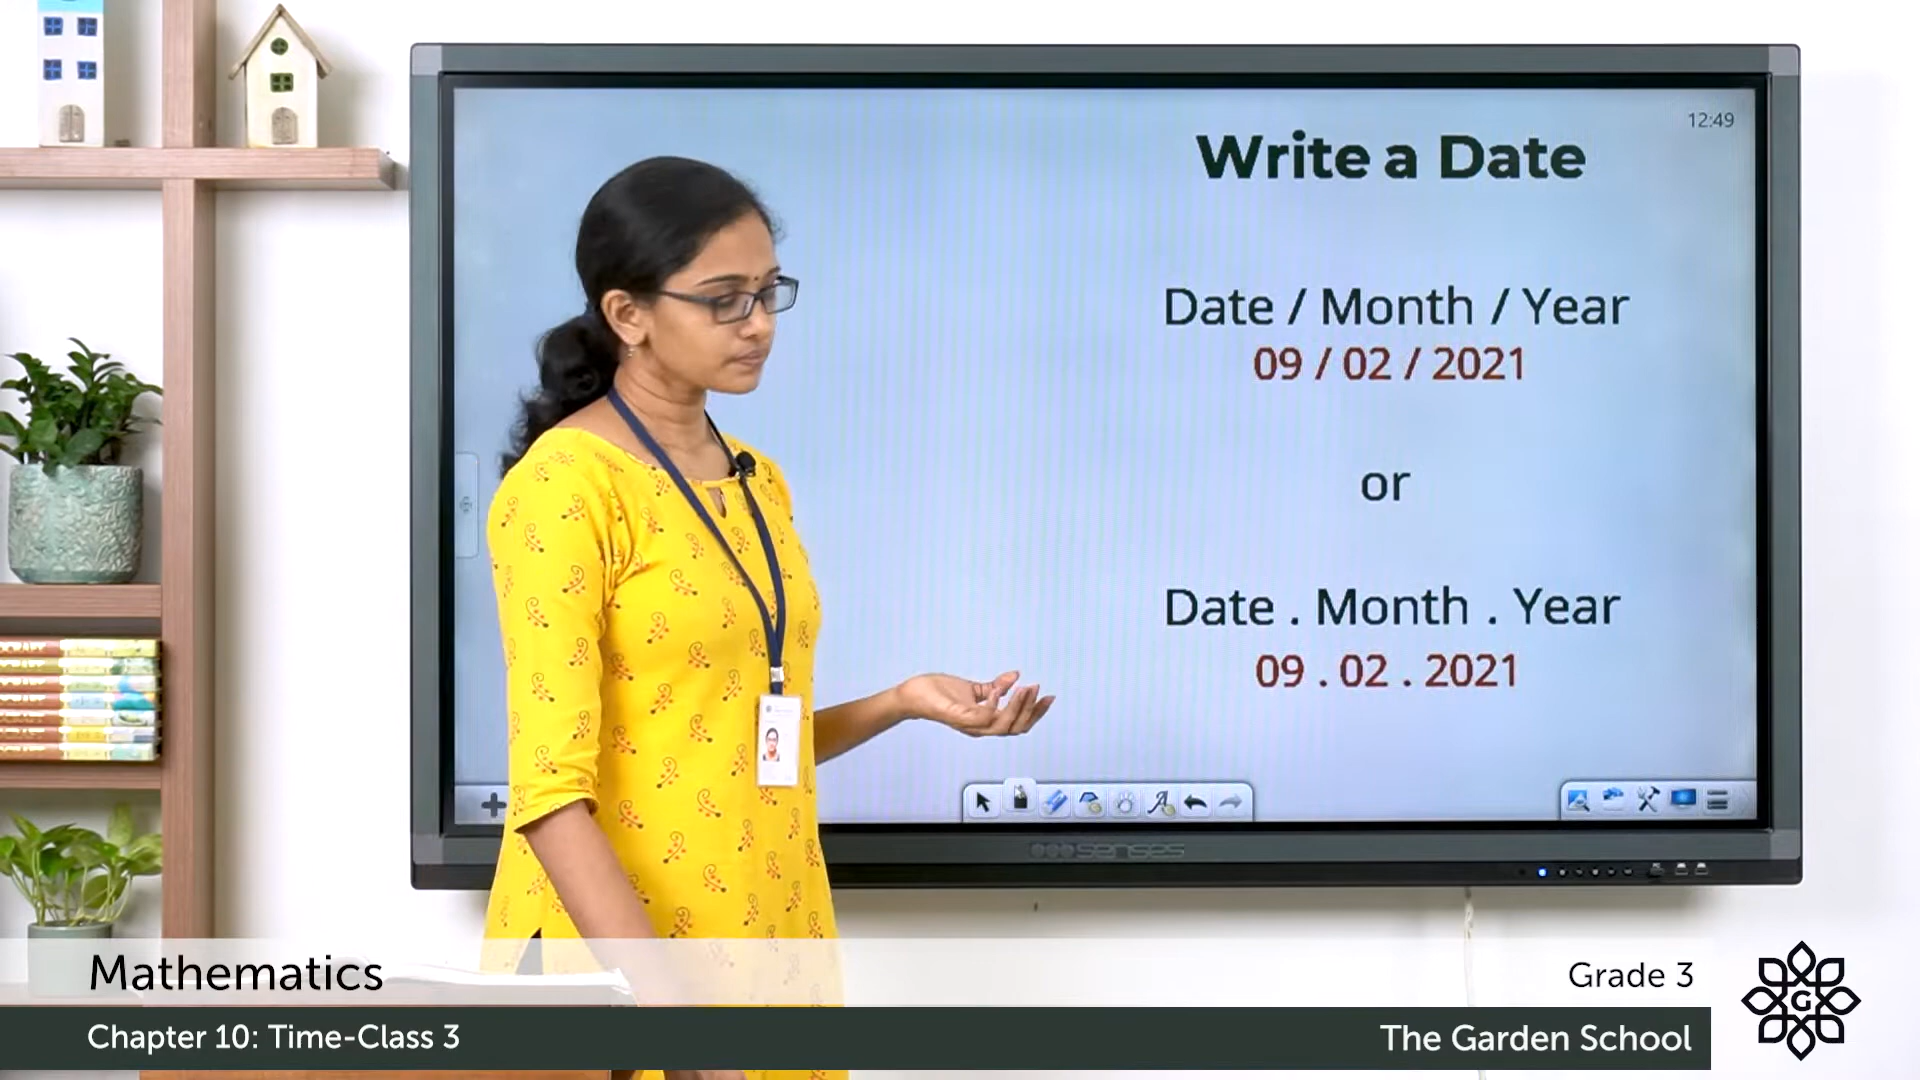 12:49
Write a Date
Date / Month / Year
09 / 02 / 2021
or
Date . Month . Year
09 . 02 . 2021
senses
Mathematics
Grade 3
G
Chapter 10: Time-Class 3
The Garden School